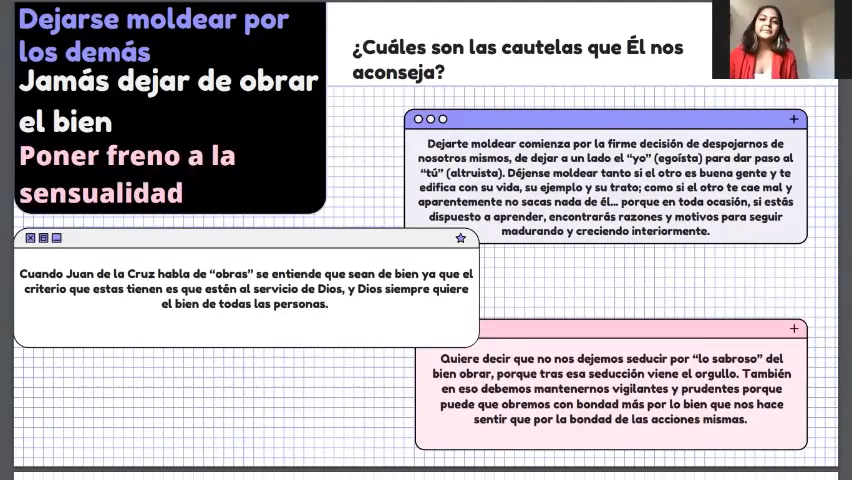 Dejarse moldear por
los demás
Jamás dejar de obrar
el bien
Poner freno a la
sensualidad
¿Cuáles son las cautelas que Él nos
aconseja?
Dejarte moldear comienza por la firme decisión de despojarnos de
nosotros mismos, de dejar a un lado el “yo” (egoísta) para dar paso al
“tú” (altruista). Déjense moldear tanto si el otro es buena gente y te
edifica con su vida, su ejemplo y su trato; como si el otro te cae mal y
aparentemente no sacas nada de él... porque en toda ocasión, si estás
dispuesto a aprender, encontrarás razones y motivos para seguir
madurando y creciendo interiormente.
Cuando Juan de la Cruz habla de “obras” se entiende que sean de bien ya que el
criterio que estas tienen es que estén al servicio de Dios, y Dios siempre quiere
el bien de todas las personas.
Quiere decir que no nos dejemos seducir por “lo sabroso” del
bien obrar, porque tras esa seducción viene el orgullo. También
en eso debemos mantenernos vigilantes y prudentes porque
puede que obremos con bondad más por lo bien que nos hace
sentir que por la bondad de las acciones mismas.